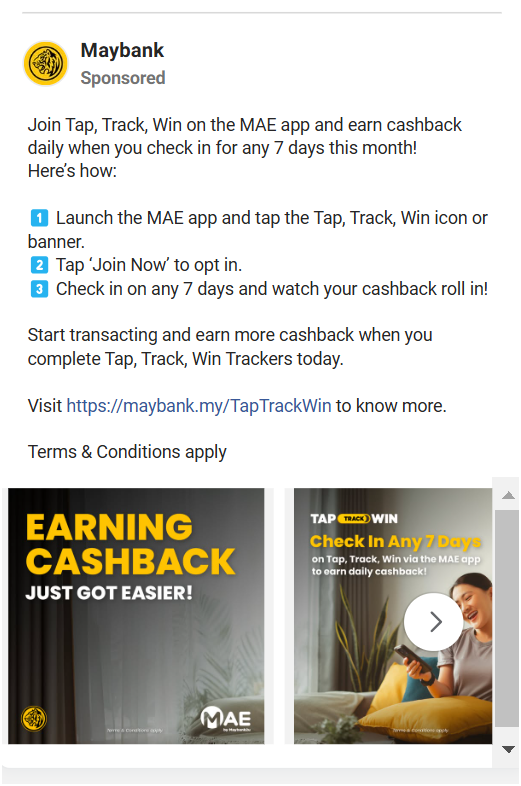 Maybank
Sponsored
Join Tap, Track, Win on the MAE app and earn cashback
daily when you check in for any 7 days this month!
Here’s how:
1️⃣ Launch the MAE app and tap the Tap, Track, Win icon or
banner.
2️⃣ Tap ‘Join Now’ to opt in.
3️⃣ Check in on any 7 days and watch your cashback roll in!
Start transacting and earn more cashback when you
complete Tap, Track, Win Trackers today.
Visit https://maybank.my/TapTrackWin to know more.
Terms & Conditions apply
EARNING
CASHBACK
JUST GOT EASIER!
Terms & Conditions apply
MAE
by Maybank2u
TAP TRACK WIN
Check In Any 7 Days
on Tap, Track, Win via the MAE app
to earn daily cashback!
Terms & Conditions apply